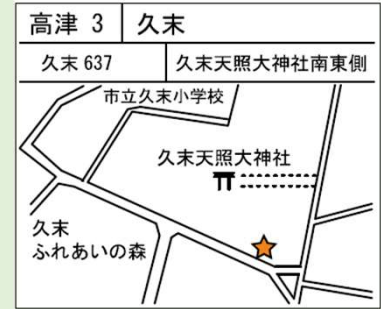 高津 3 久末
久末 637 久末天照大神社南東側
市立久末小学校
久末天照大神社
久末
ふれあいの森